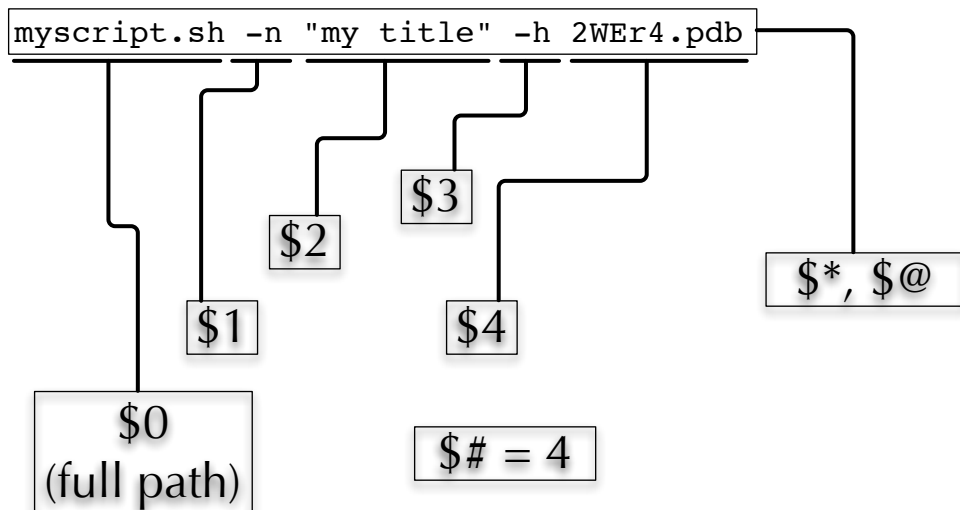 myscript.sh -n "my title" -h 2WEr4.pdb
$3
$2
$*, $@
$1
$4
$0
(full path)
$# = 4